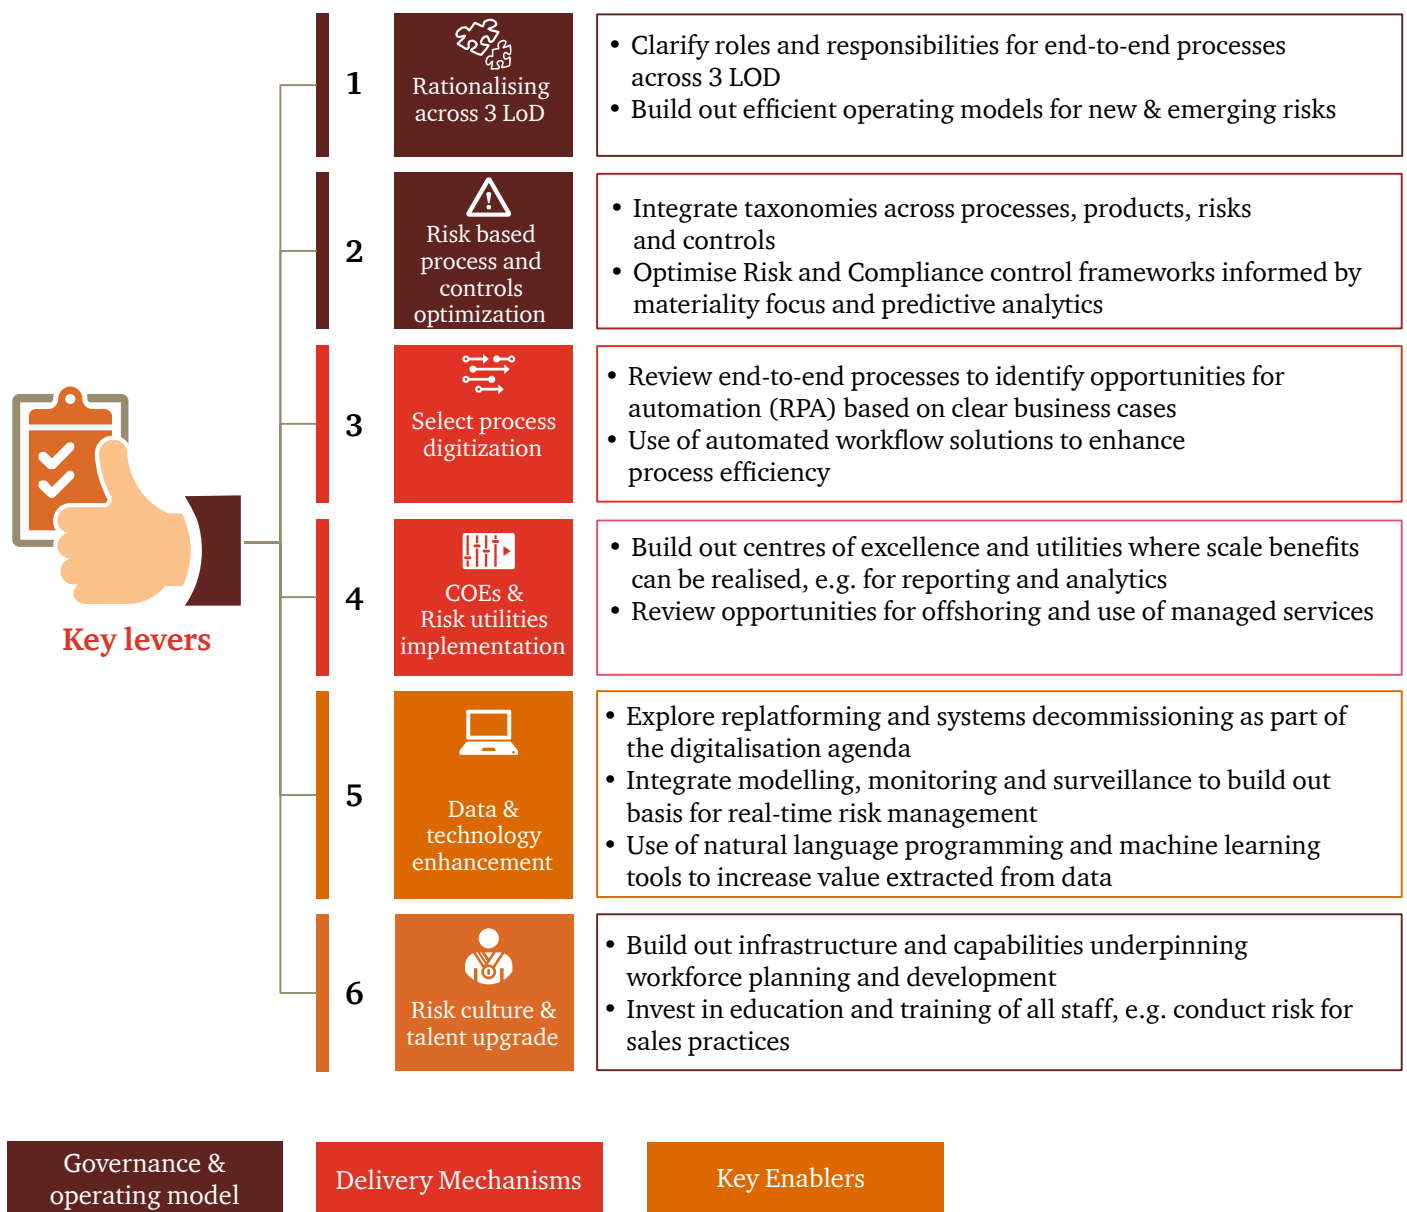 Key levers
1
Rationalising
across 3 LoD
• Clarify roles and responsibilities for end-to-end processes
across 3 LOD
• Build out efficient operating models for new & emerging risks
2
Risk based
process and
controls
optimization
• Integrate taxonomies across processes, products, risks
and controls
• Optimise Risk and Compliance control frameworks informed by
materiality focus and predictive analytics
3
Select process
digitization
• Review end-to-end processes to identify opportunities for
automation (RPA) based on clear business cases
• Use of automated workflow solutions to enhance
process efficiency
4
COEs &
Risk utilities
implementation
• Build out centres of excellence and utilities where scale benefits
can be realised, e.g. for reporting and analytics
• Review opportunities for offshoring and use of managed services
5
Data &
technology
enhancement
• Explore replatforming and systems decommissioning as part of
the digitalisation agenda
• Integrate modelling, monitoring and surveillance to build out
basis for real-time risk management
• Use of natural language programming and machine learning
tools to increase value extracted from data
6
Risk culture &
talent upgrade
• Build out infrastructure and capabilities underpinning
workforce planning and development
• Invest in education and training of all staff, e.g. conduct risk for
sales practices
Governance &
operating model
Delivery Mechanisms
Key Enablers